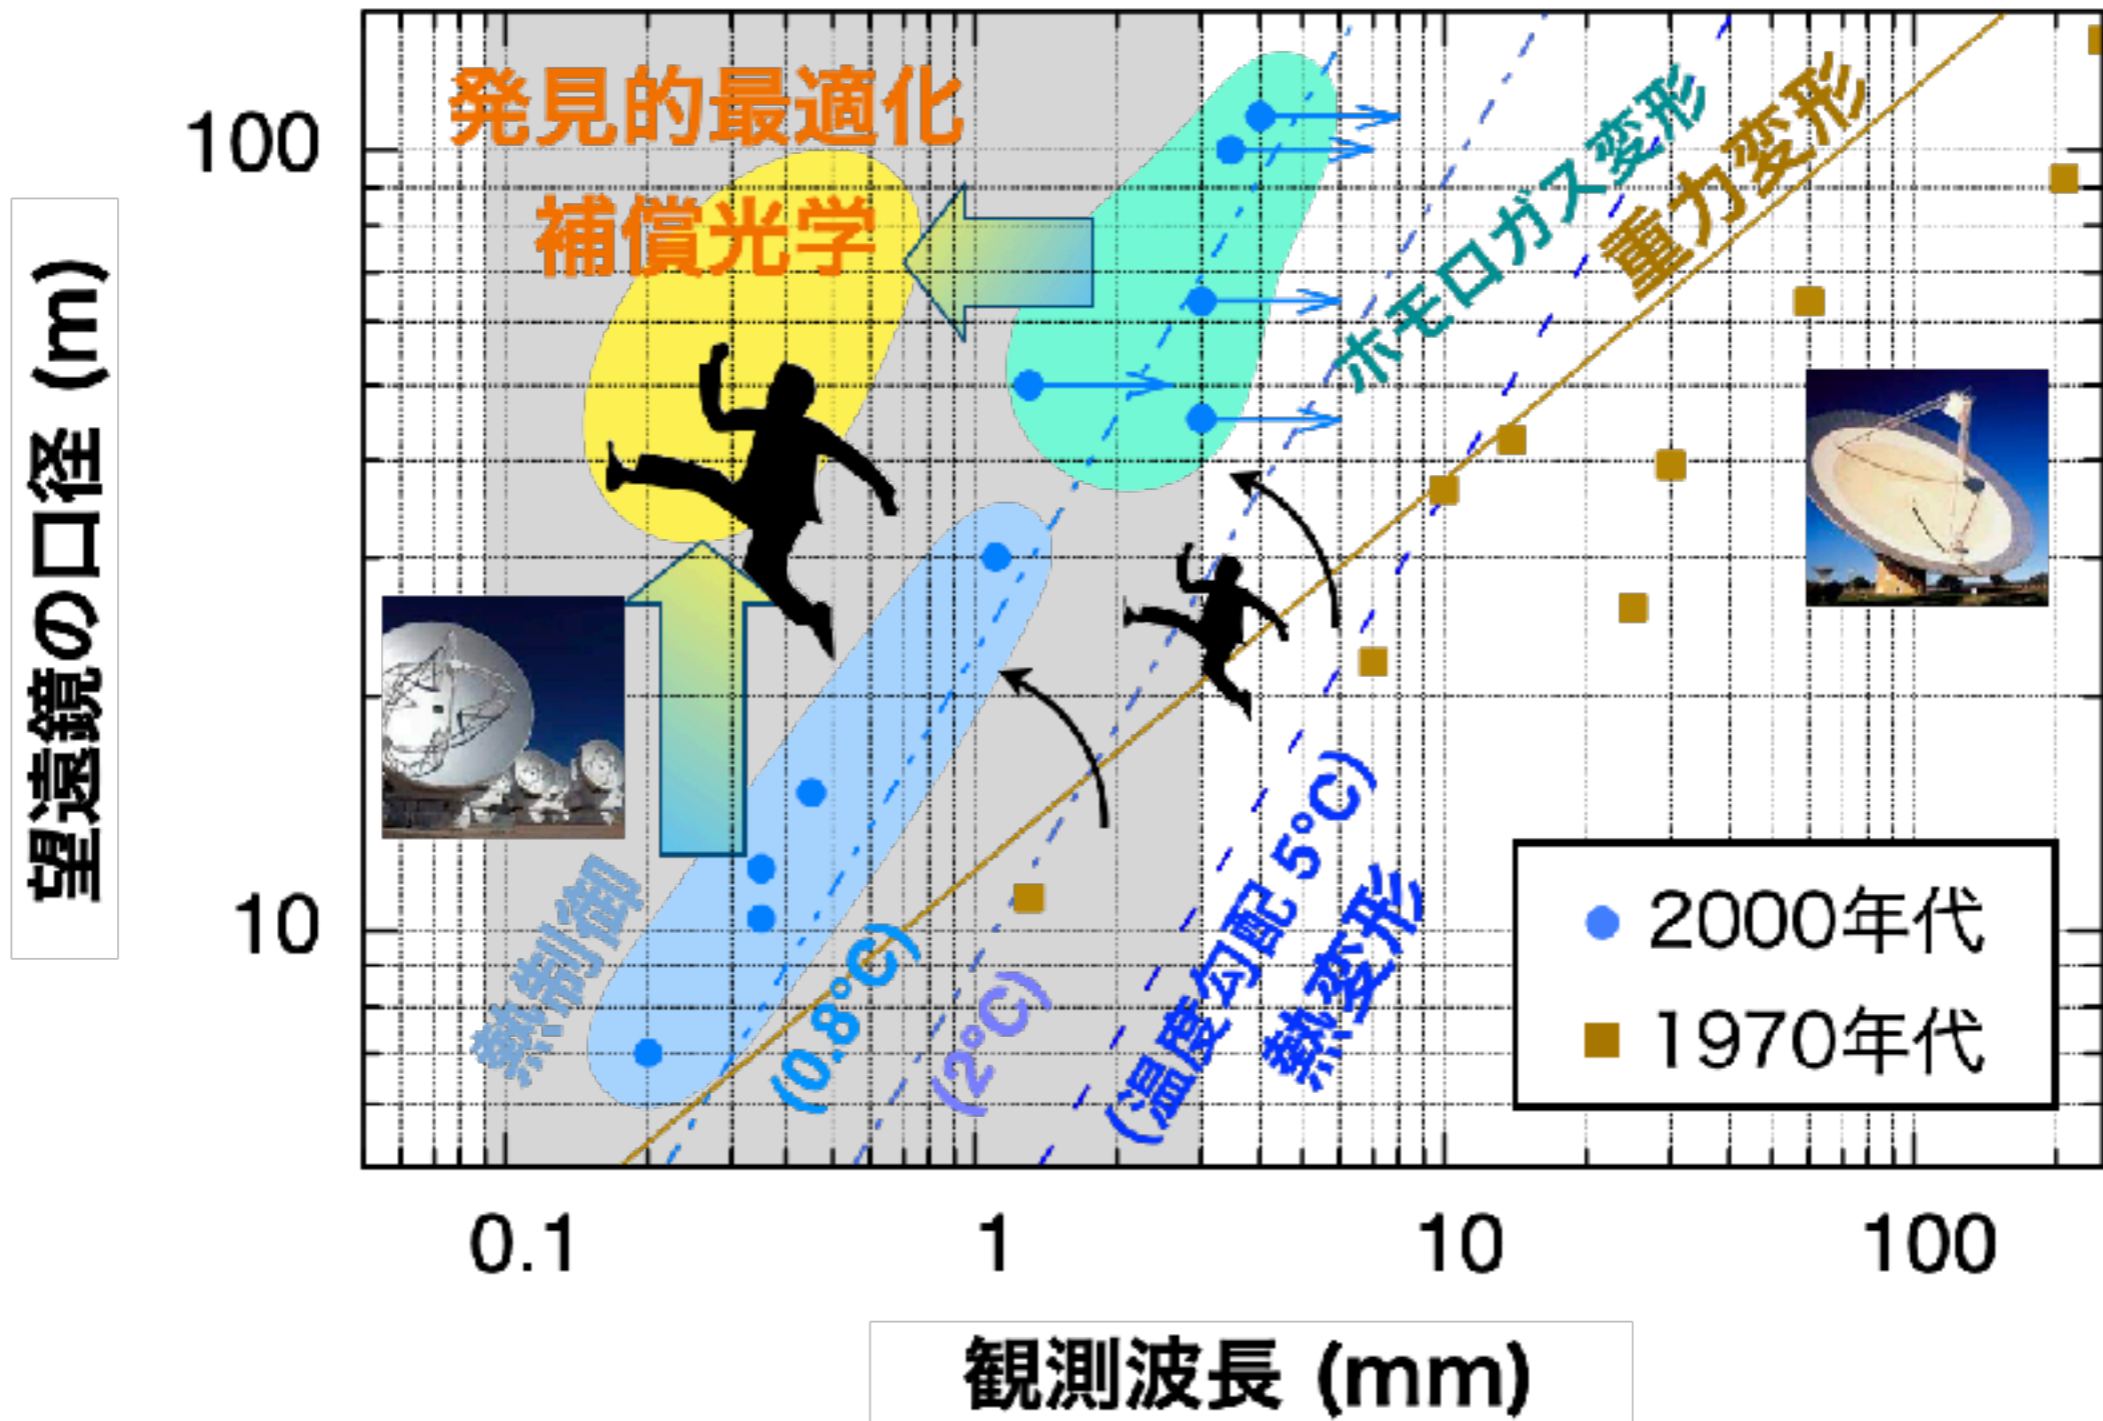 発見的最適化
補償光学
ホモロガス変形
重力変形
熱制御
(0.8°C)
(2°C)
(温度勾配 5°C)
熱変形
2000年代
1970年代
望遠鏡の口径 (m)
100
10
0.1
1
10
100
観測波長 (mm)